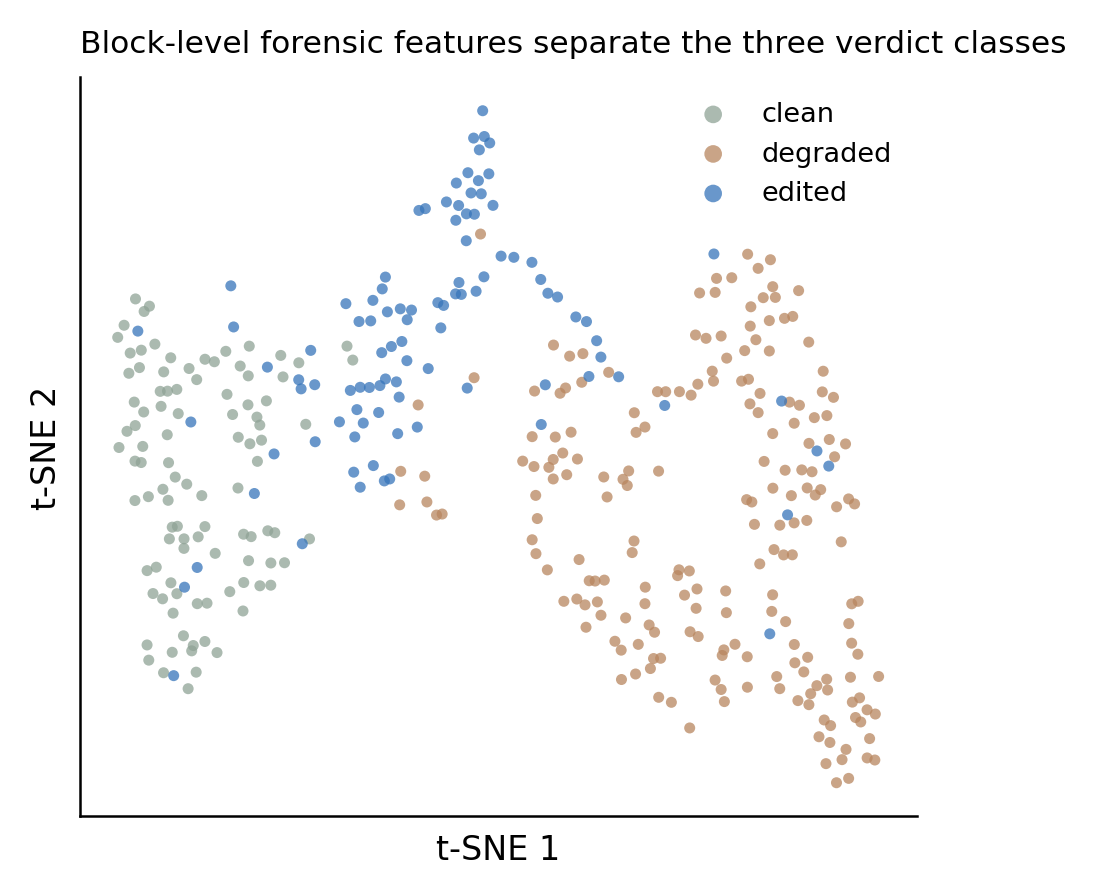 Block-level forensic features separate the three verdict classes
clean
degraded
edited
t-SNE 2
t-SNE 1